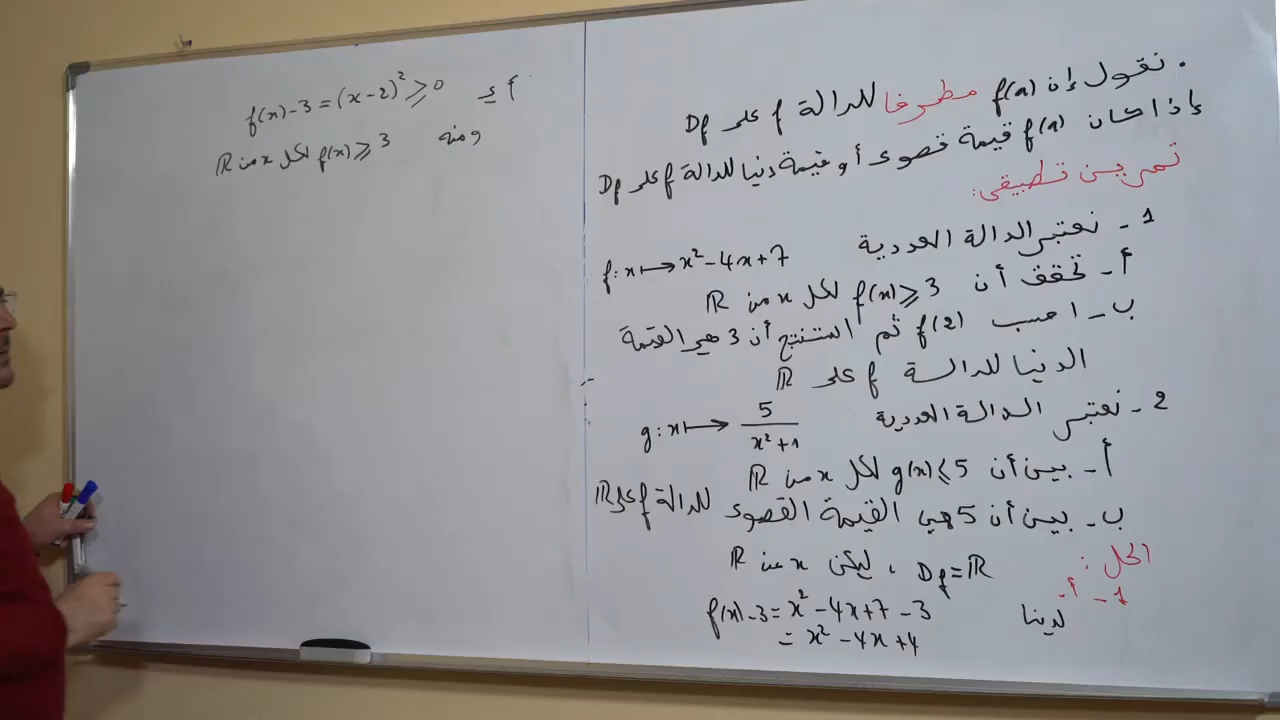 . نقول إن f(a) مطرفا للدالة f على Df
إذا كان f(a) قيمة قصوى أو قيمة دنيا للدالة f على Df
تمرين تطبيقي:
1 - نعتبر الدالة العددية f: x ⟼ x² - 4x + 7
أ - تحقق أن f(x) ⩾ 3 لكل x من ℝ
ب - احسب f(2) ثم استنتج أن 3 هي القيمة
الدنيا للدالة f على ℝ
2 - نعتبر الدالة العددية g: x ⟼ 5/(x² + 1)
أ - بين أن g(x) ⩽ 5 لكل x من ℝ
ب - بين أن 5 هي القيمة القصوى للدالة f على ℝ
الحل:
Df = ℝ ، ليكن x من ℝ
1 - أ - لدينا f(x) - 3 = x² - 4x + 7 - 3
= x² - 4x + 4
أي f(x) - 3 = (x - 2)² ⩾ 0
ومنه f(x) ⩾ 3 لكل x من ℝ